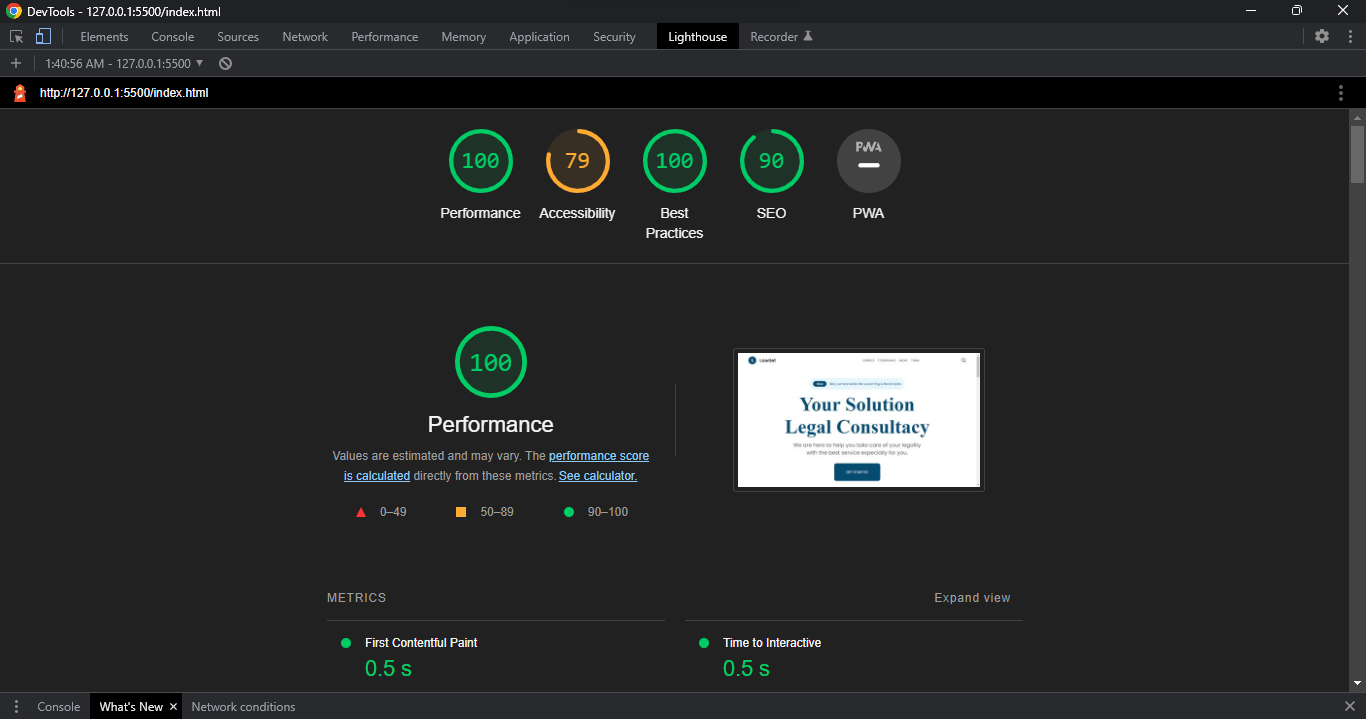 DevTools - 127.0.0.1:5500/index.html
Elements Console Sources Network Performance Memory Application Security Lighthouse Recorder
1:40:56 AM - 127.0.0.1:5500
http://127.0.0.1:5500/index.html
100 79 100 90 PWA
Performance Accessibility Best Practices SEO PWA
100
Performance
Values are estimated and may vary. The performance score
is calculated directly from these metrics. See calculator.
0–49 50–89 90–100
Your Solution
Legal Consultacy
We are here to help you take care of your legality
with the best service especially for you.
GET STARTED
METRICS Expand view
First Contentful Paint Time to Interactive
0.5 s 0.5 s
Console What's New Network conditions